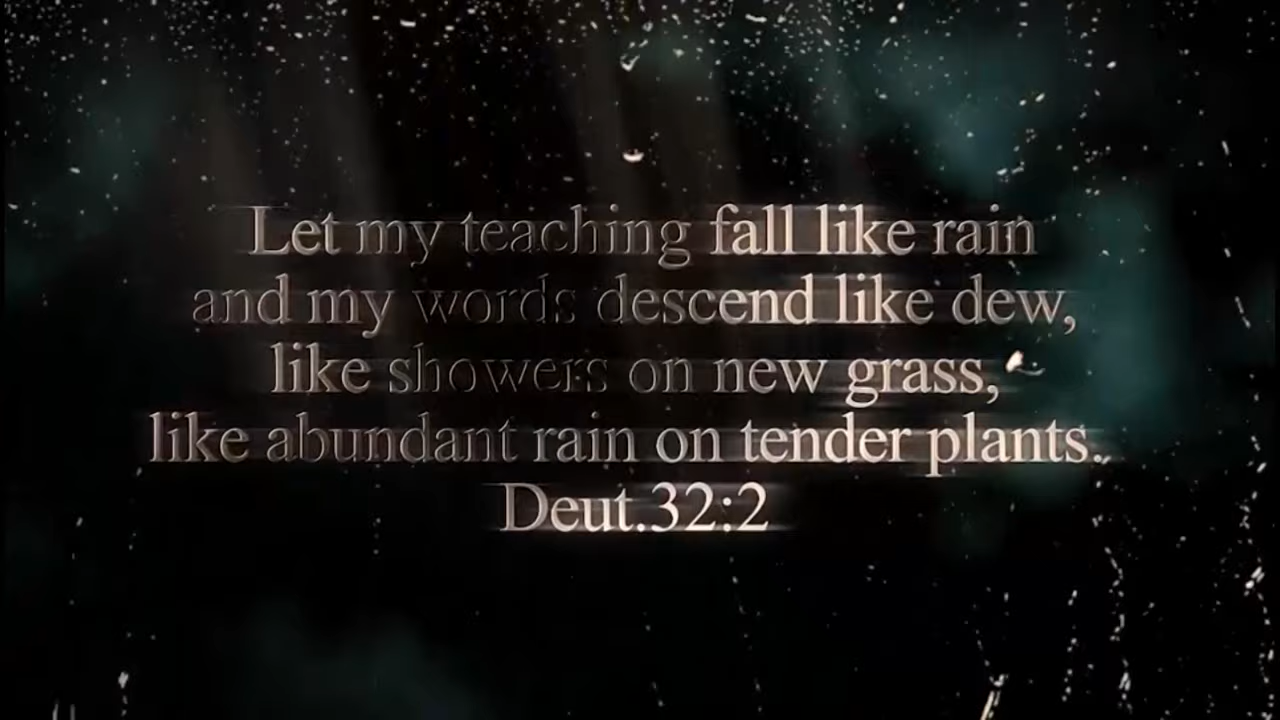 Let my teaching fall like rain
and my words descend like dew,
like showers on new grass,
like abundant rain on tender plants.
Deut.32:2